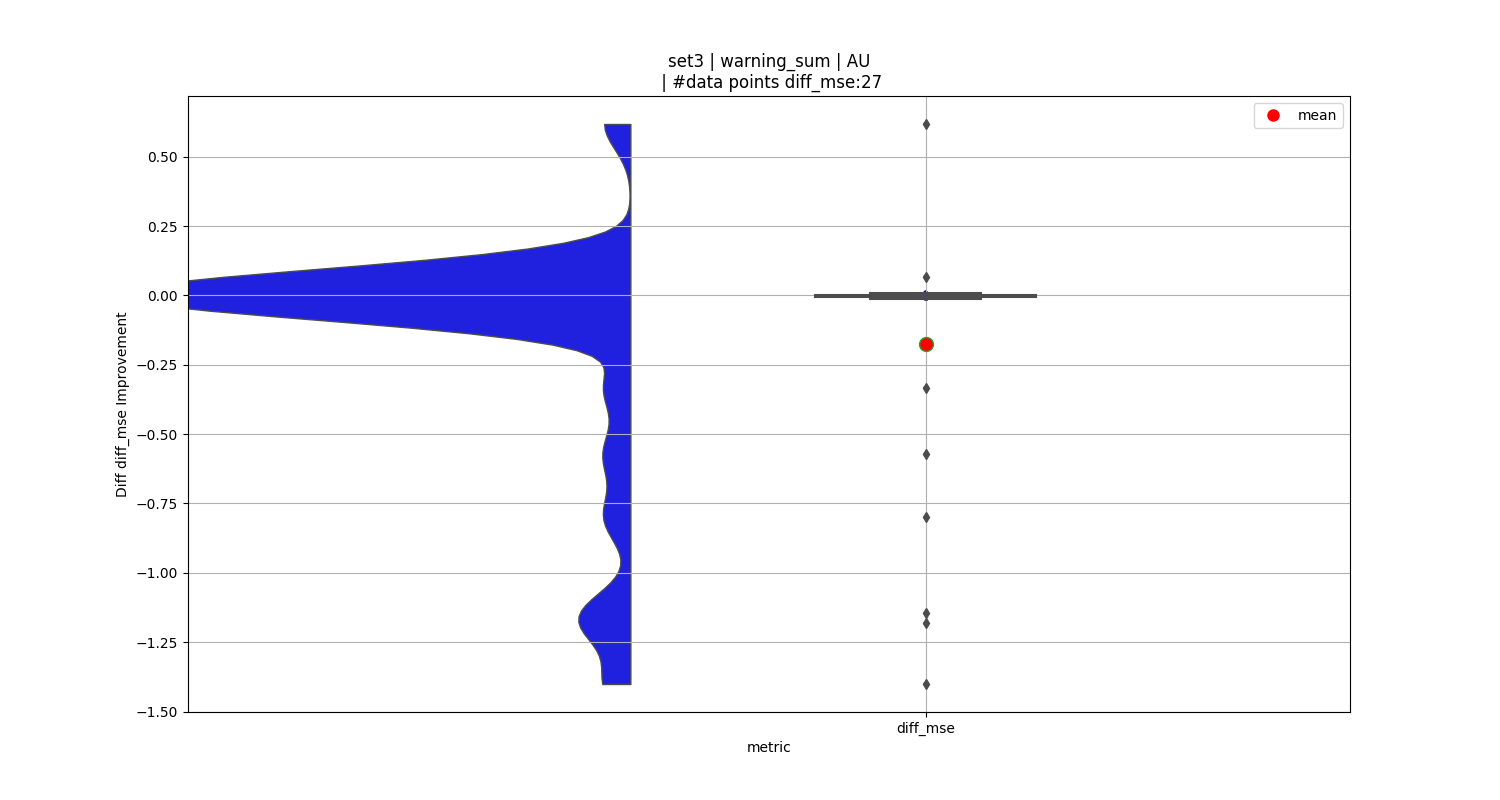 set3 | warning_sum | AU
| #data points diff_mse:27
mean
0.50
0.25
0.00
−0.25
−0.50
−0.75
−1.00
−1.25
−1.50
Diff diff_mse Improvement
diff_mse
metric